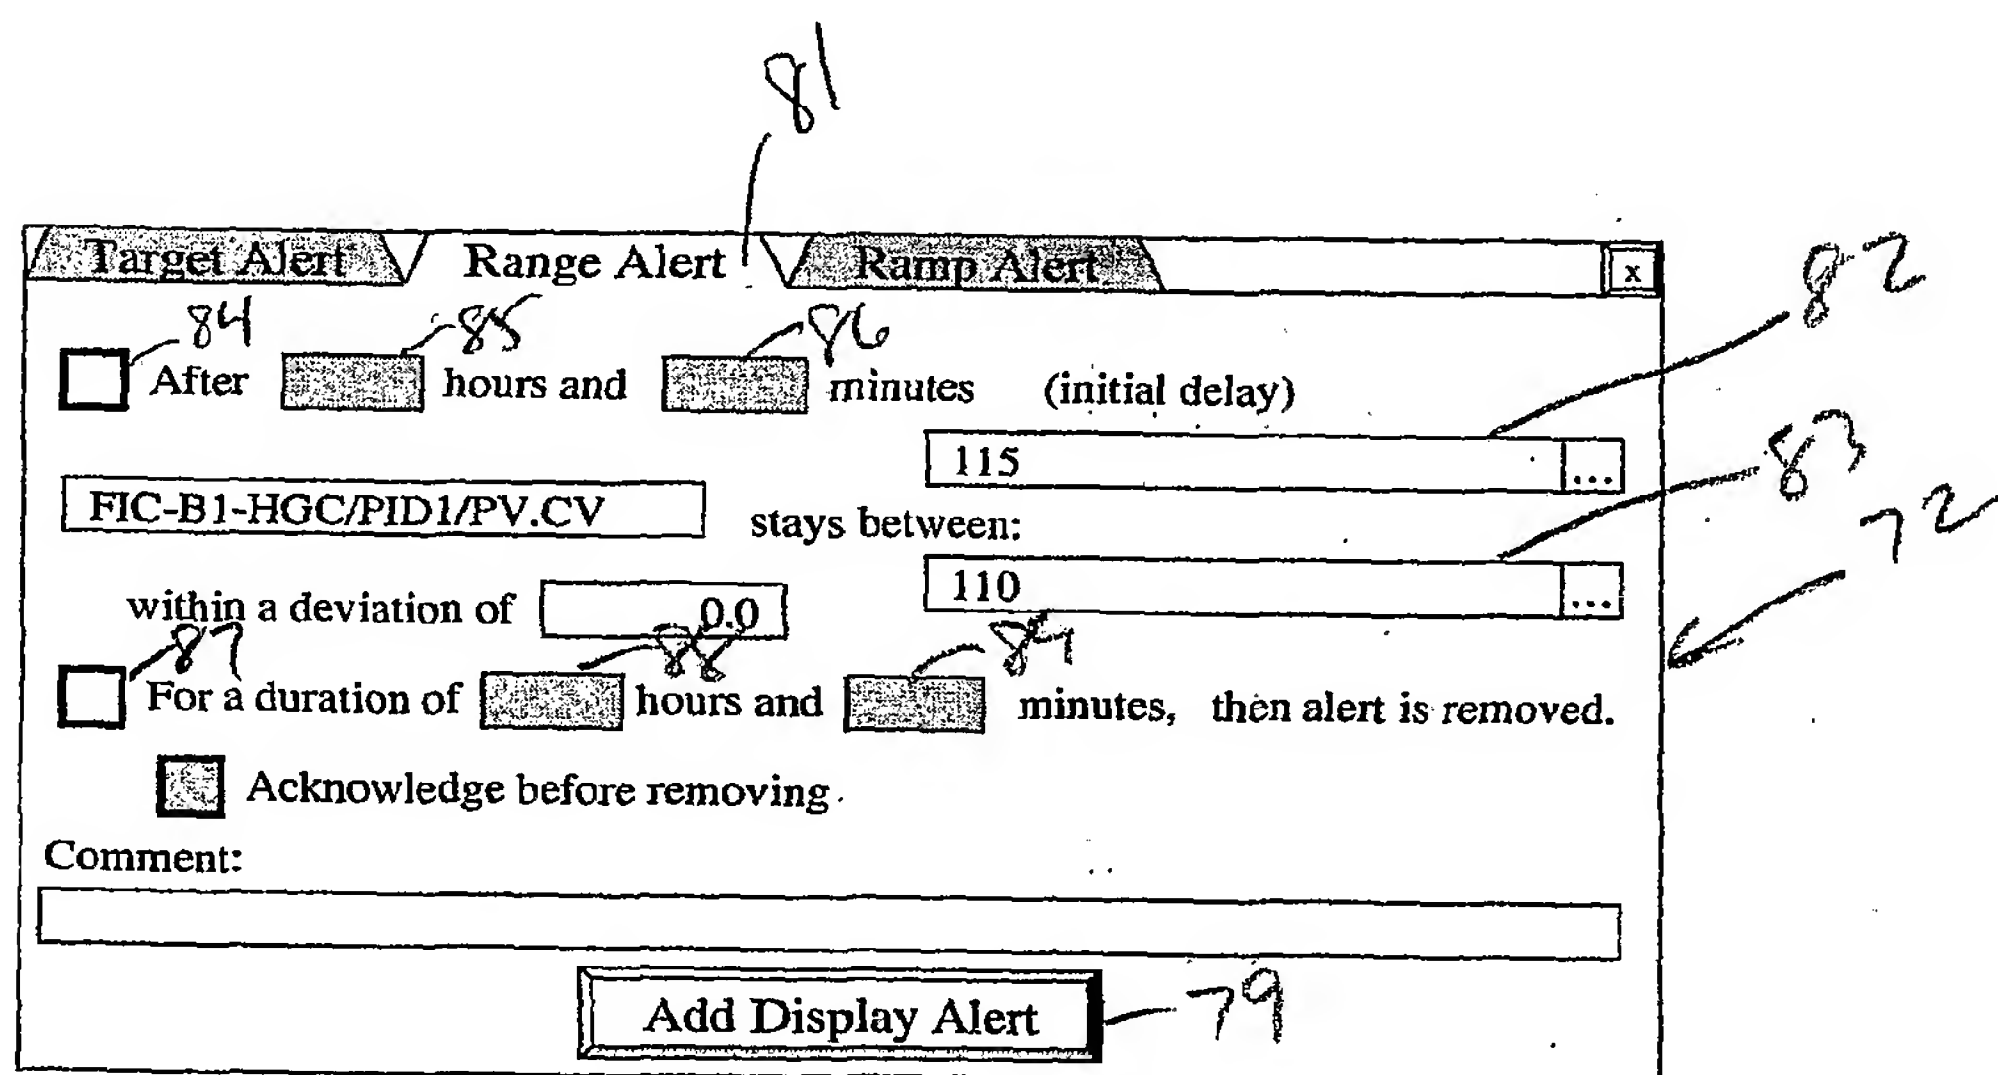 81
Target Alert Range Alert Ramp Alert x
82
84 85 86
After hours and minutes (initial delay)
115 ...
83
FIC-B1-HGC/PID1/PV.CV stays between:
72
110 ...
within a deviation of 0.0
87 88 89
For a duration of hours and minutes, then alert is removed.
Acknowledge before removing
Comment:
Add Display Alert 79